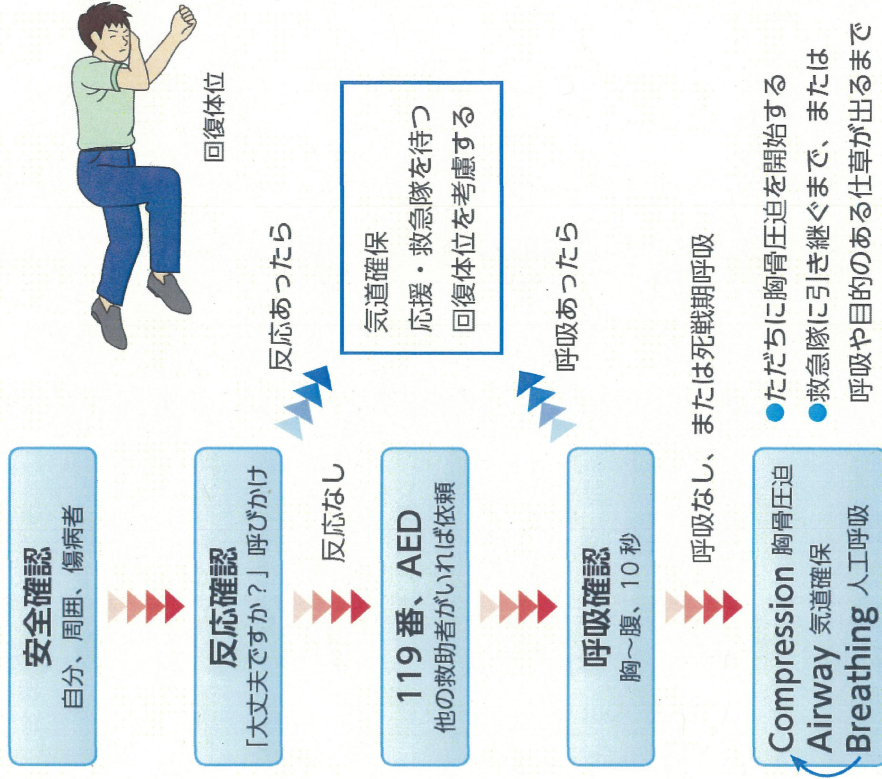 安全確認
自分、周囲、傷病者
反応確認
「大丈夫ですか？」呼びかけ
反応あったら
回復体位
反応なし
119番、AED
他の救助者がいれば依頼
気道確保
応援・救急隊を待つ
回復体位を考慮する
呼吸確認
胸〜腹、10秒
呼吸あったら
呼吸なし、または死戦期呼吸
Compression 胸骨圧迫
Airway 気道確保
Breathing 人工呼吸
●ただちに胸骨圧迫を開始する
●救急隊に引き継ぐまで、または
呼吸や目的のある仕草が出るまで